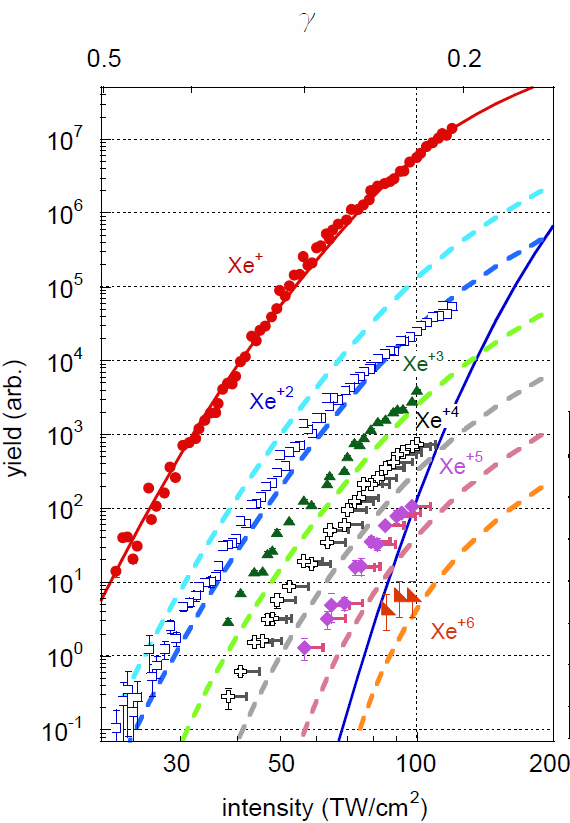 γ
0.5 0.2
10^7
Xe^+
10^6
10^5
10^4
Xe^{+3}
Xe^{+2}
Xe^{+4}
10^3
Xe^{+5}
10^2
10^1
Xe^{+6}
10^0
10^{-1}
yield (arb.)
30 50 100 200
intensity (TW/cm^2)